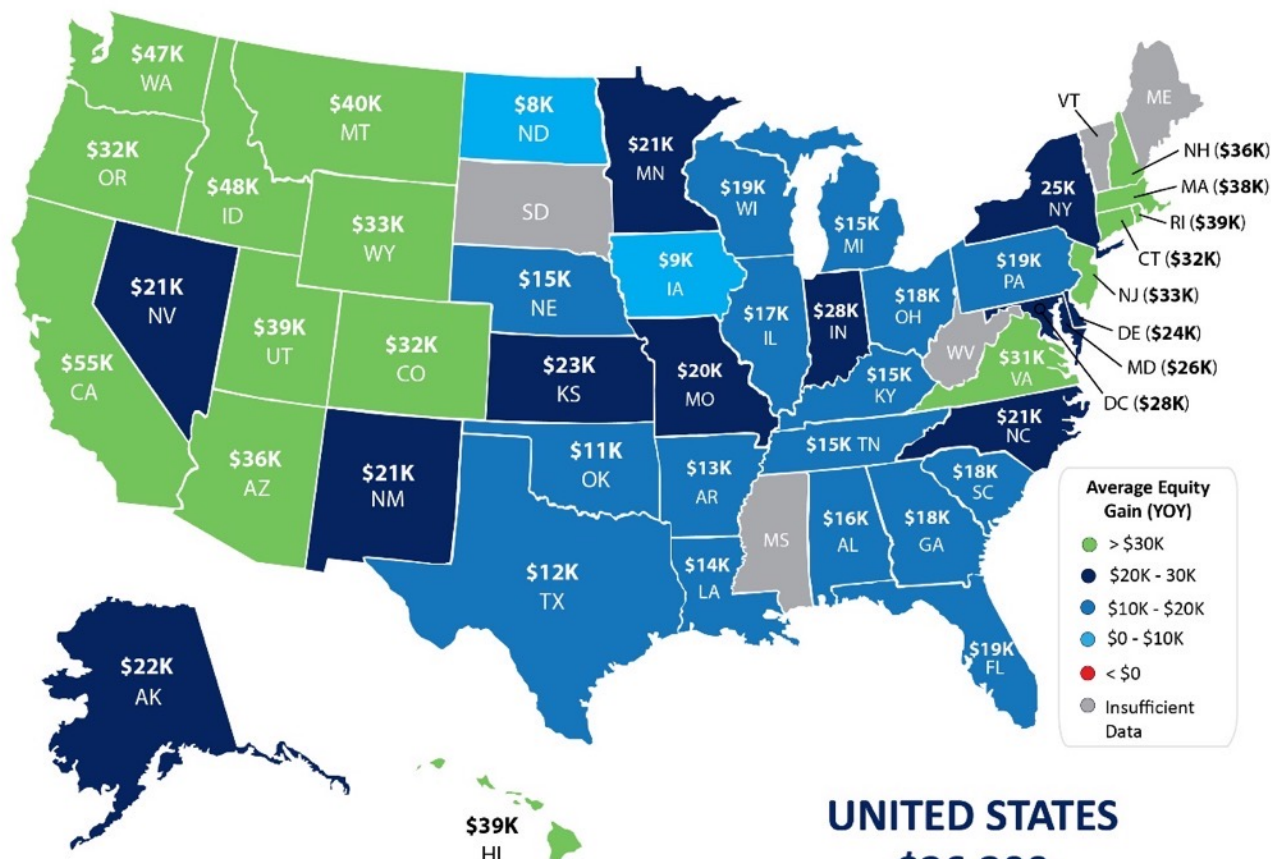 $47K
WA
$40K
MT
$8K
ND
$21K
MN
$32K
OR
$48K
ID
$33K
WY
SD
$19K
WI
$15K
MI
VT
ME
25K
NY
NH ($36K)
MA ($38K)
RI ($39K)
CT ($32K)
NJ ($33K)
DE ($24K)
MD ($26K)
DC ($28K)
$21K
NV
$39K
UT
$32K
CO
$15K
NE
$9K
IA
$17K
IL
$28K
IN
$18K
OH
$19K
PA
WV
$31K
VA
$55K
CA
$36K
AZ
$21K
NM
$23K
KS
$20K
MO
$15K
KY
$15K TN
$21K
NC
$11K
OK
$13K
AR
$18K
SC
$12K
TX
$14K
LA
MS
$16K
AL
$18K
GA
$19K
FL
$22K
AK
$39K
HI
Average Equity
Gain (YOY)
> $30K
$20K - 30K
$10K - $20K
$0 - $10K
< $0
Insufficient
Data
UNITED STATES